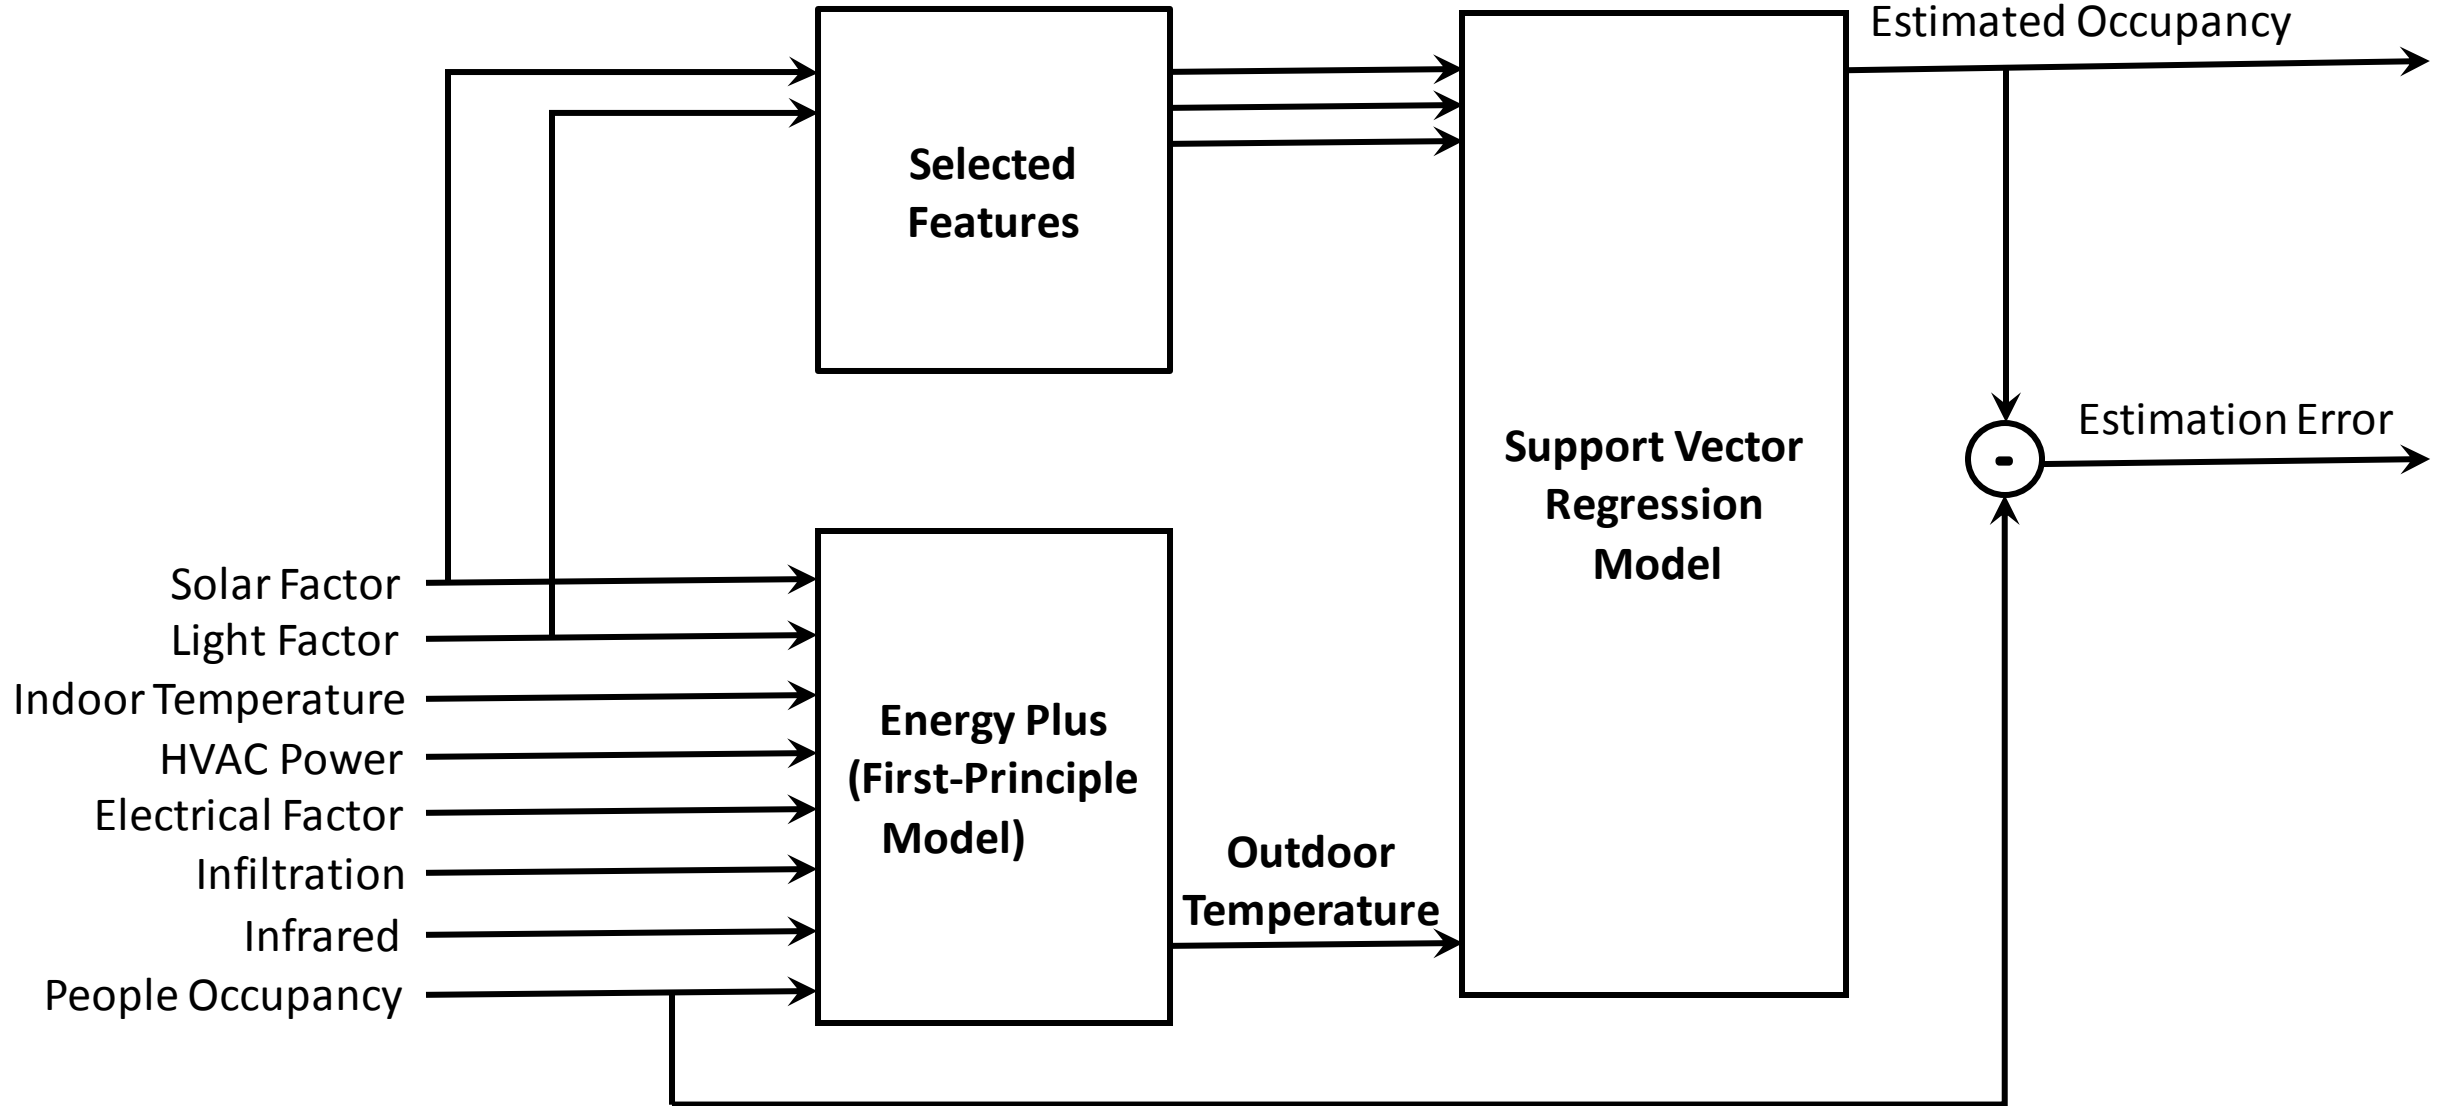 Estimated Occupancy
Selected
Features
Estimation Error
Support Vector
Regression
Model
Solar Factor
Light Factor
Indoor Temperature
HVAC Power
Electrical Factor
Infiltration
Infrared
People Occupancy
Energy Plus
(First-Principle
Model)
Outdoor
Temperature
-